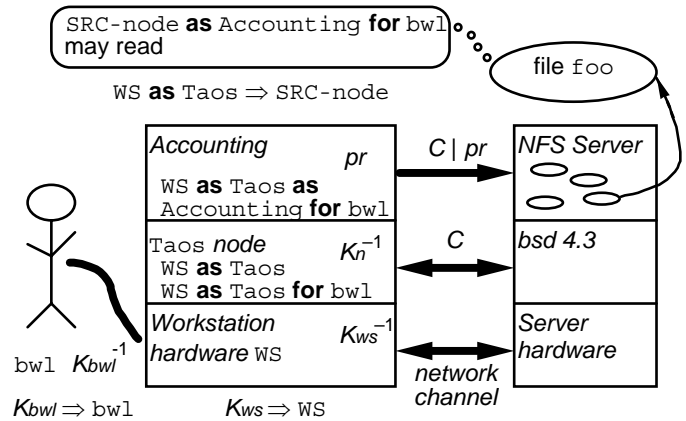 SRC-node as Accounting for bwl
may read
file foo
WS as Taos ⇒ SRC-node
Accounting
pr
WS as Taos as
Accounting for bwl
C | pr
NFS Server
Taos node
Kn⁻¹
WS as Taos
WS as Taos for bwl
C
bsd 4.3
Workstation
hardware WS
Kws⁻¹
Server
hardware
network
channel
bwl Kbwl⁻¹
Kbwl ⇒ bwl
Kws ⇒ WS